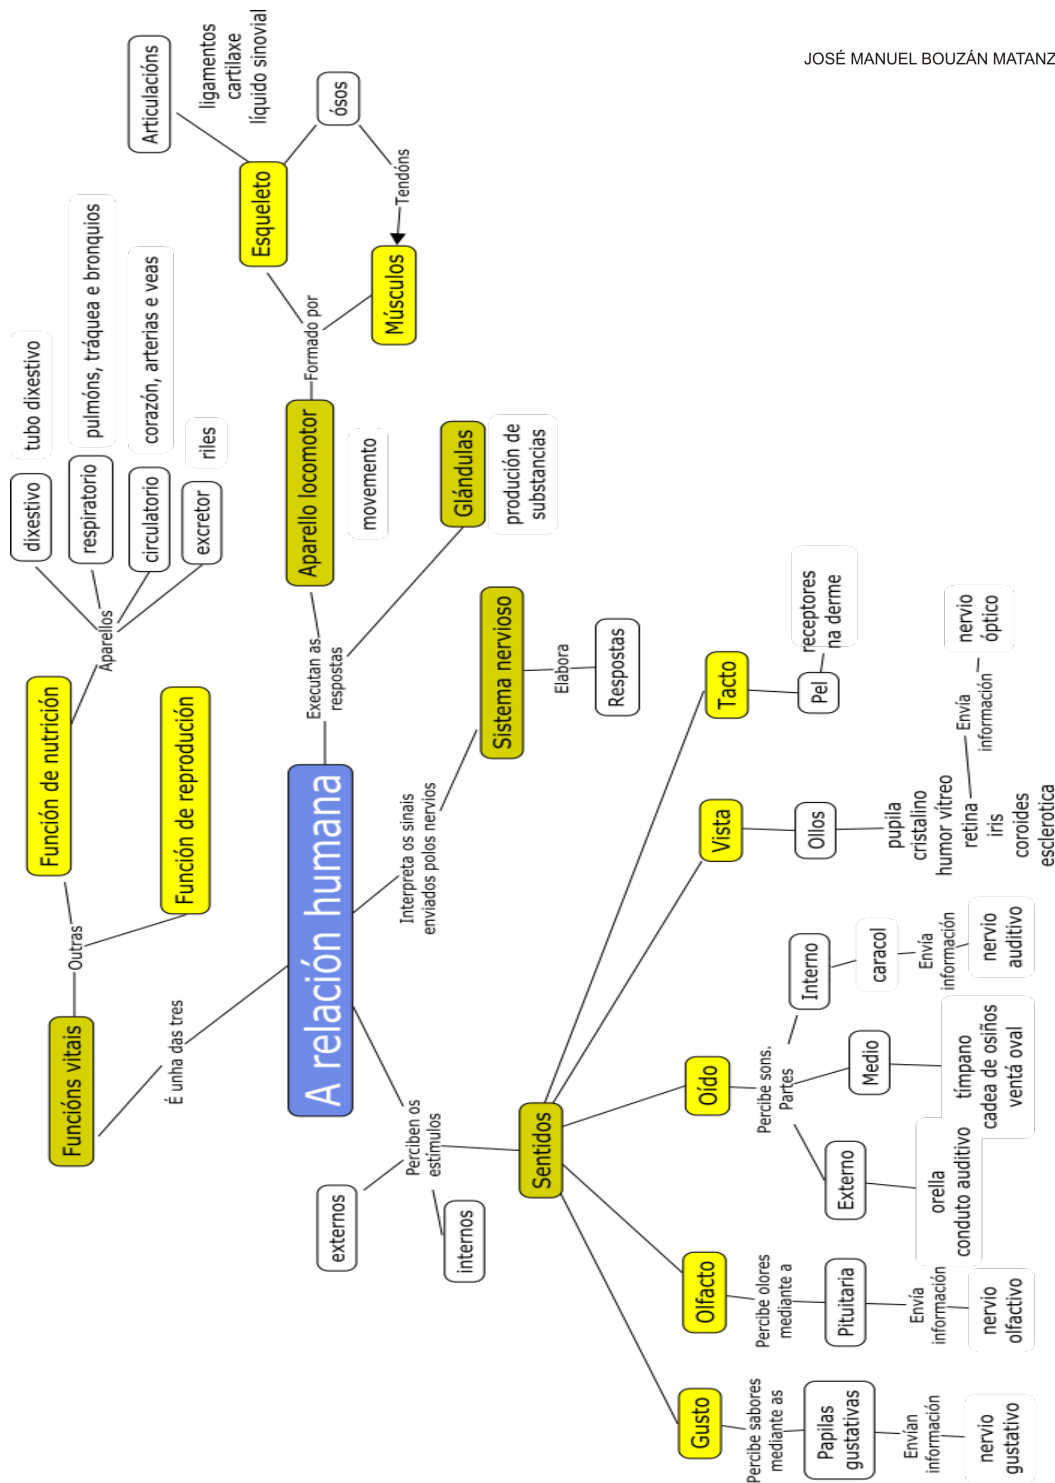 JOSÉ MANUEL BOUZÁN MATANZ
Funcións vitais
Outras
Función de nutrición
Aparellos
dixestivo
tubo dixestivo
respiratorio
pulmóns, tráquea e bronquios
circulatorio
corazón, arterias e veas
excretor
riles
Función de reprodución
É unha das tres
A relación humana
Executan as
respostas
Aparello locomotor
movemento
Formado por
Esqueleto
Articulacións
ligamentos
cartilaxe
líquido sinovial
ósos
Tendóns
Músculos
Glándulas
produción de
substancias
Interpreta os sinais
enviados polos nervios
Sistema nervioso
Elabora
Respostas
Perciben os
estímulos
externos
internos
Sentidos
Gusto
Percibe sabores
mediante as
Papilas
gustativas
Envían
información
nervio
gustativo
Olfacto
Percibe olores
mediante a
Pituitaria
Envía
información
nervio
olfactivo
Oído
Percibe sons.
Partes
Externo
orella
conduto auditivo
Medio
tímpano
cadea de osiños
ventá oval
Interno
caracol
Envía
información
nervio
auditivo
Vista
Ollos
pupila
cristalino
humor vítreo
retina
iris
coroides
esclerotica
Envía
información
nervio
óptico
Tacto
Pel
receptores
na derme